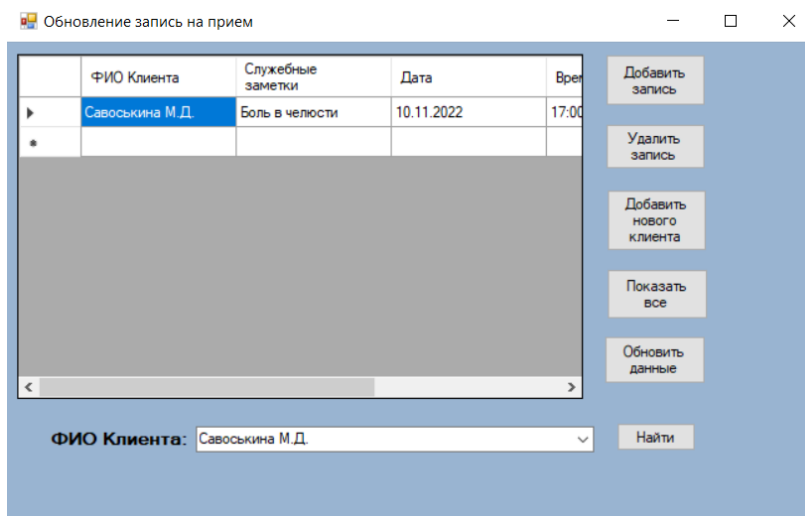 Обновление запись на прием
ФИО Клиента
Служебные
заметки
Дата
Савоськина М.Д.
Боль в челюсти
10.11.2022
17:00
Добавить
запись
Удалить
запись
Добавить
нового
клиента
Показать
все
Обновить
данные
ФИО Клиента:
Савоськина М.Д.
Найти